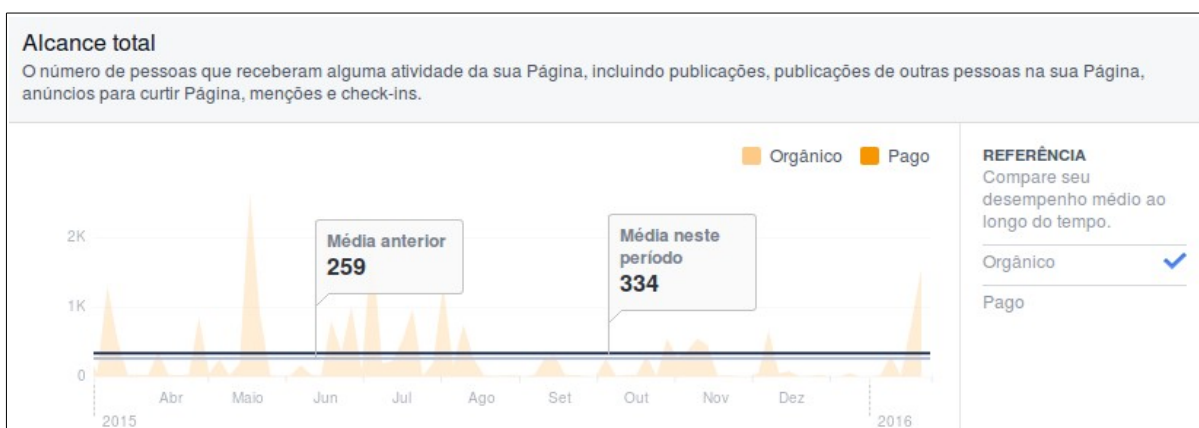 Alcance total
O número de pessoas que receberam alguma atividade da sua Página, incluindo publicações, publicações de outras pessoas na sua Página,
anúncios para curtir Página, menções e check-ins.
Orgânico Pago
REFERÊNCIA
Compare seu
desempenho médio ao
longo do tempo.
Orgânico
Pago
2K
1K
0
Média anterior
259
Média neste
período
334
Abr Maio Jun Jul Ago Set Out Nov Dez
2015 2016